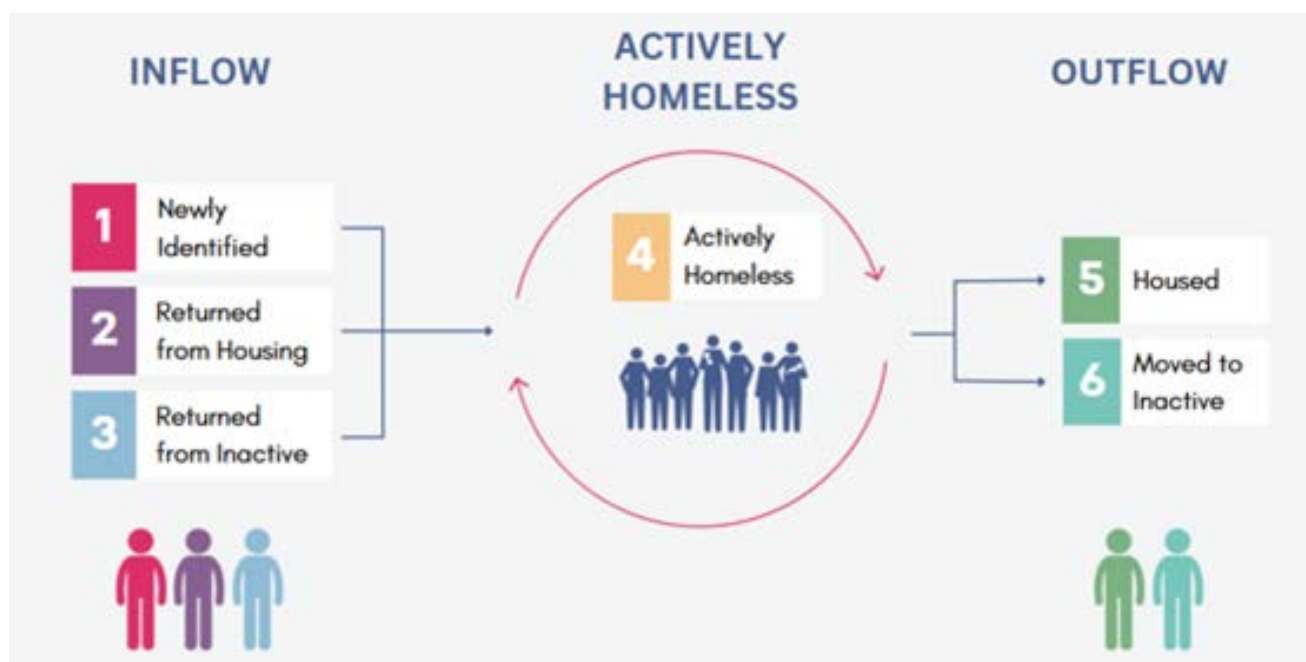 INFLOW
ACTIVELY
HOMELESS
OUTFLOW
1
Newly
Identified
2
Returned
from Housing
3
Returned
from Inactive
4
Actively
Homeless
5
Housed
6
Moved to
Inactive